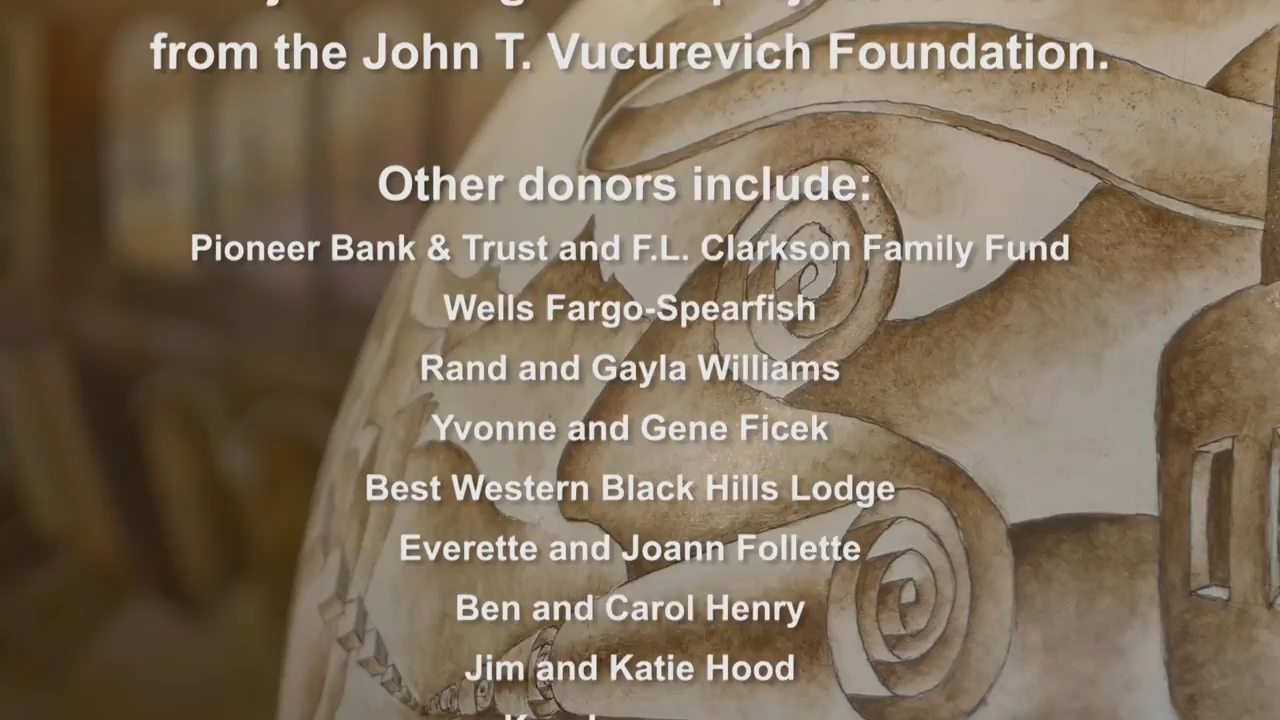 from the John T. Vucurevich Foundation.
Other donors include:
Pioneer Bank & Trust and F.L. Clarkson Family Fund
Wells Fargo-Spearfish
Rand and Gayla Williams
Yvonne and Gene Ficek
Best Western Black Hills Lodge
Everette and Joann Follette
Ben and Carol Henry
Jim and Katie Hood